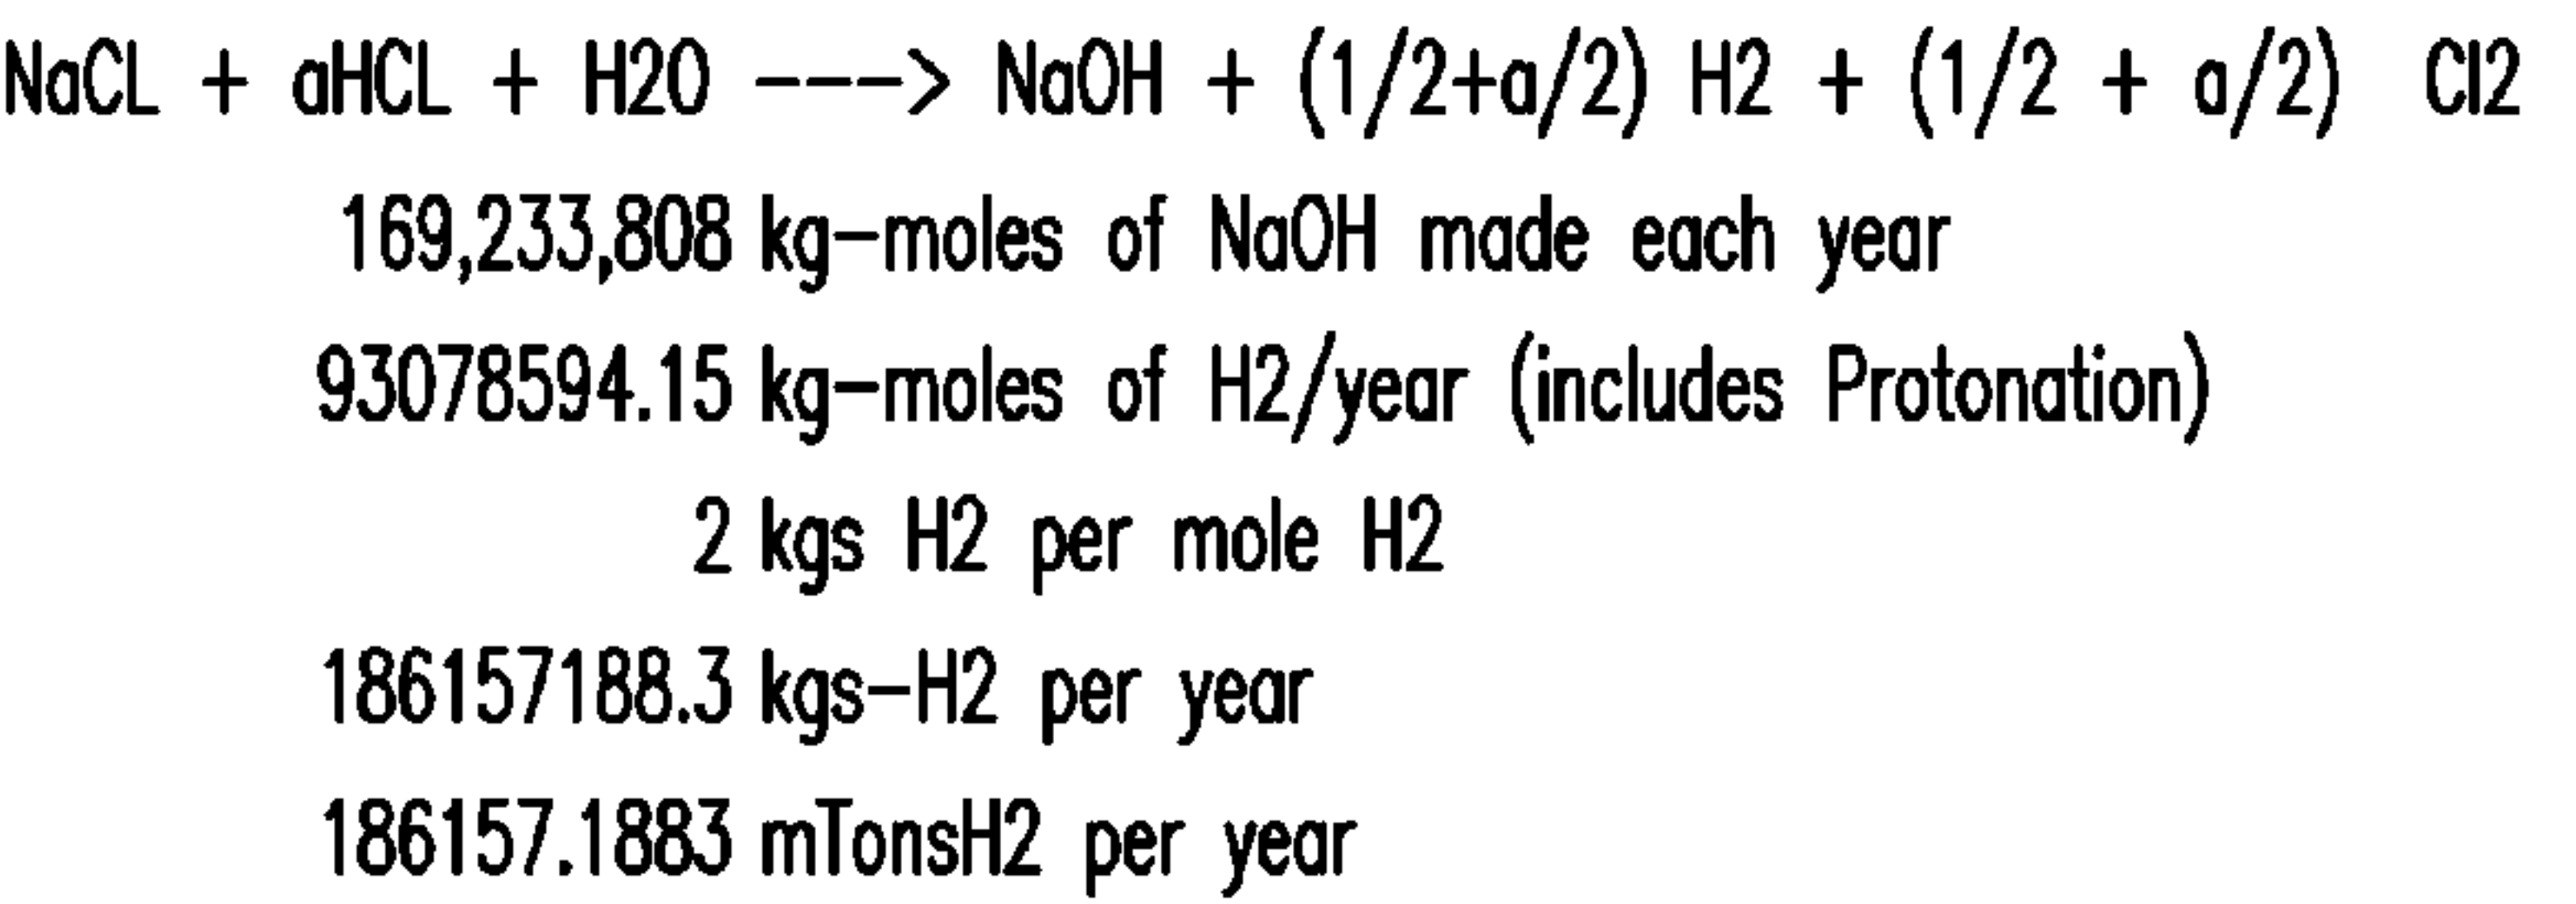 NaCL + aHCL + H2O ---> NaOH + (1/2+a/2) H2 + (1/2 + a/2) Cl2
169,233,808 kg-moles of NaOH made each year
93078594.15 kg-moles of H2/year (includes Protonation)
2 kgs H2 per mole H2
186157188.3 kgs-H2 per year
186157.1883 mTonsH2 per year